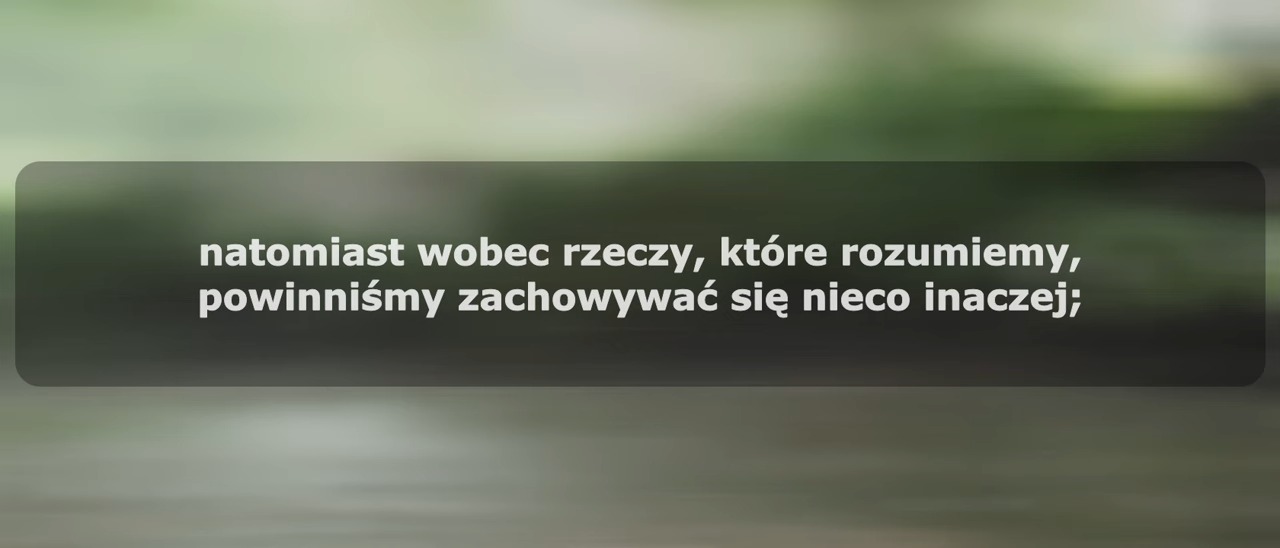 natomiast wobec rzeczy, które rozumiemy,
powinniśmy zachowywać się nieco inaczej;